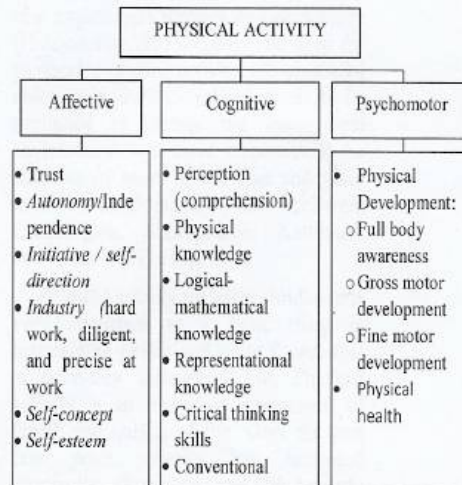 PHYSICAL ACTIVITY
Affective
Cognitive
Psychomotor
• Trust
• Autonomy/Inde
pendence
• Initiative / self-
direction
• Industry (hard
work, diligent,
and precise at
work
• Self-concept
• Self-esteem
• Perception
(comprehension)
• Physical
knowledge
• Logical-
mathematical
knowledge
• Representational
knowledge
• Critical thinking
skills
• Conventional
• Physical
Development:
o Full body
awareness
o Gross motor
development
o Fine motor
development
• Physical
health